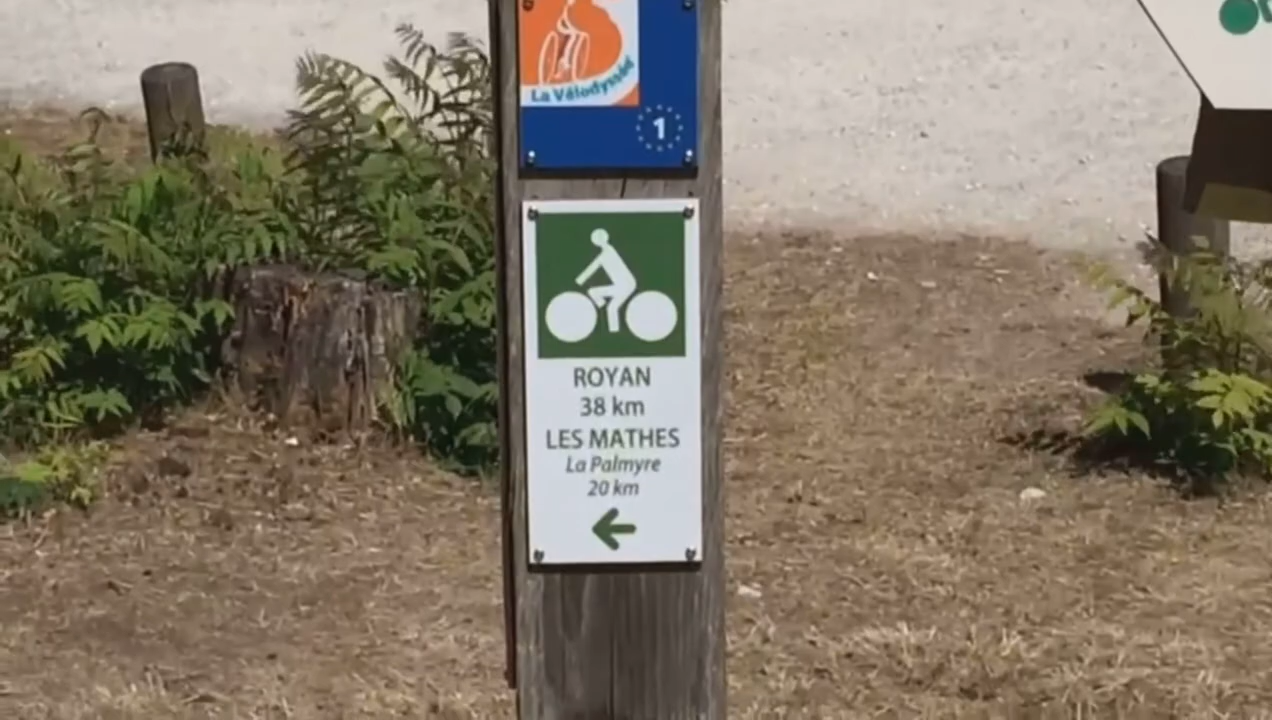 La Vélodyssée
1
ROYAN
38 km
LES MATHES
La Palmyre
20 km